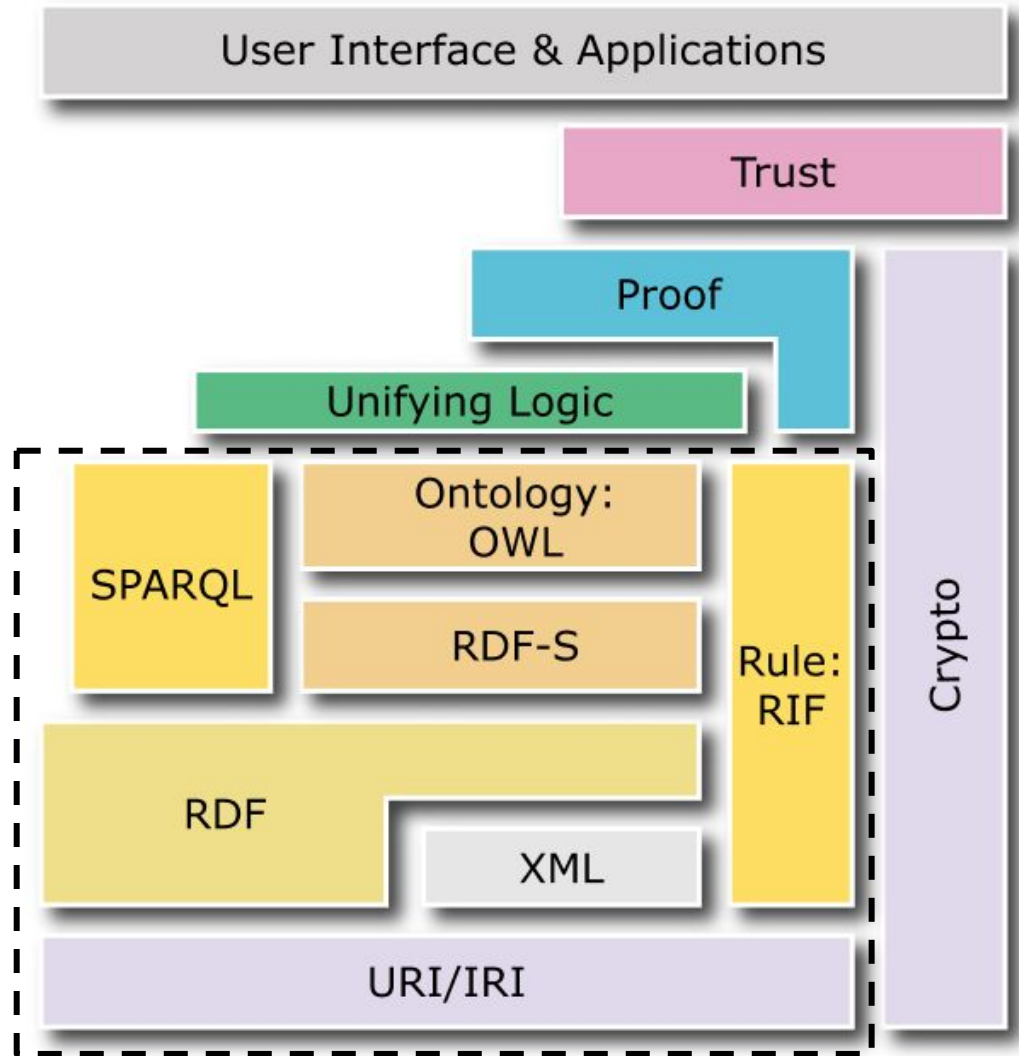 User Interface & Applications
Trust
Proof
Unifying Logic
SPARQL
Ontology:
OWL
RDF-S
Rule:
RIF
Crypto
RDF
XML
URI/IRI